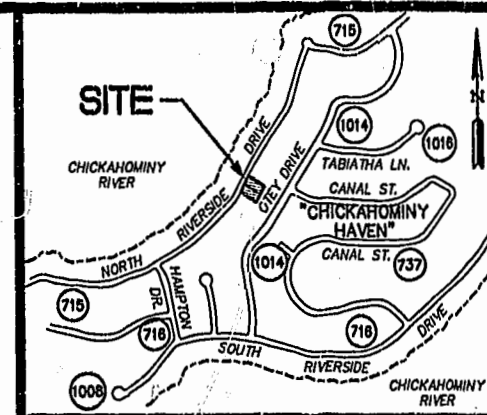 715
SITE
N
1014
1016
TABIATHA LN.
CHICKAHOMINY
RIVER
DRIVE
RIVERSIDE
NORTH
OTEY DRIVE
CANAL ST.
"CHICKAHOMINY
HAVEN"
CANAL ST.
737
1014
HAMPTON
DR.
715
716
716
SOUTH
RIVERSIDE
DRIVE
1008
CHICKAHOMINY
RIVER